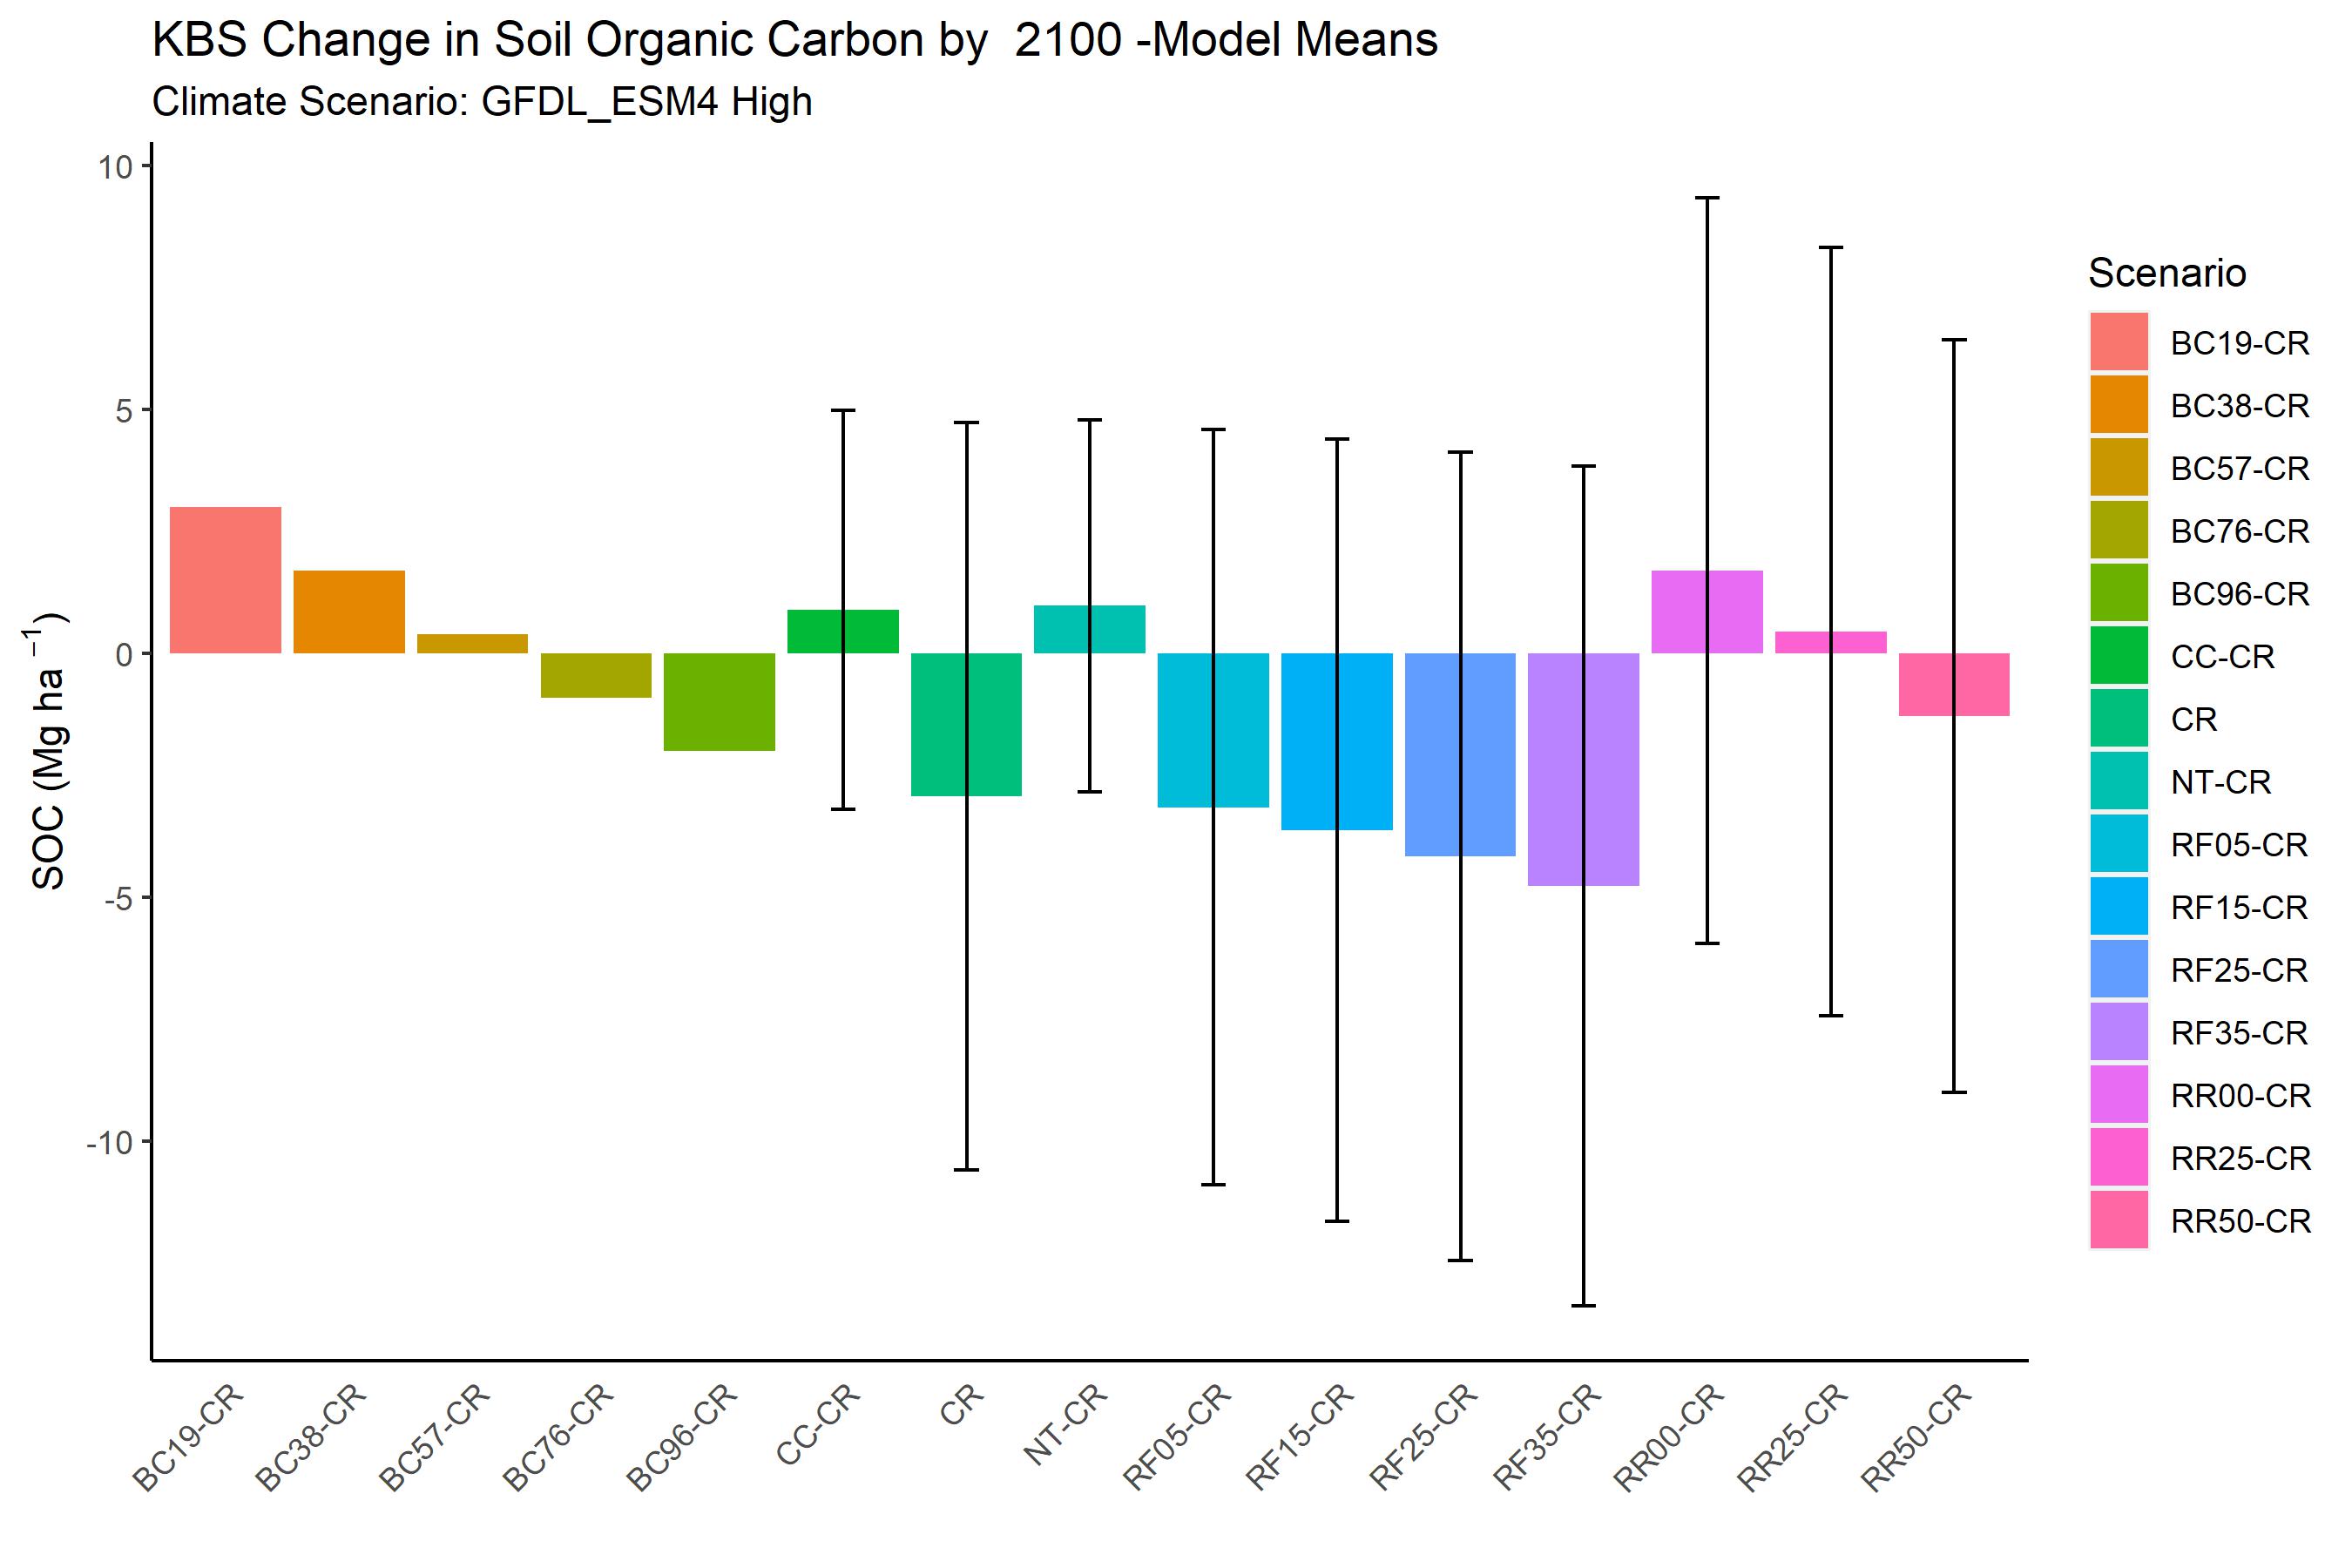 KBS Change in Soil Organic Carbon by  2100 -Model Means
Climate Scenario: GFDL_ESM4 High
SOC (Mg ha −1)
10
5
0
-5
-10
BC19-CR
BC38-CR
BC57-CR
BC76-CR
BC96-CR
CC-CR
CR
NT-CR
RF05-CR
RF15-CR
RF25-CR
RF35-CR
RR00-CR
RR25-CR
RR50-CR
Scenario
BC19-CR
BC38-CR
BC57-CR
BC76-CR
BC96-CR
CC-CR
CR
NT-CR
RF05-CR
RF15-CR
RF25-CR
RF35-CR
RR00-CR
RR25-CR
RR50-CR